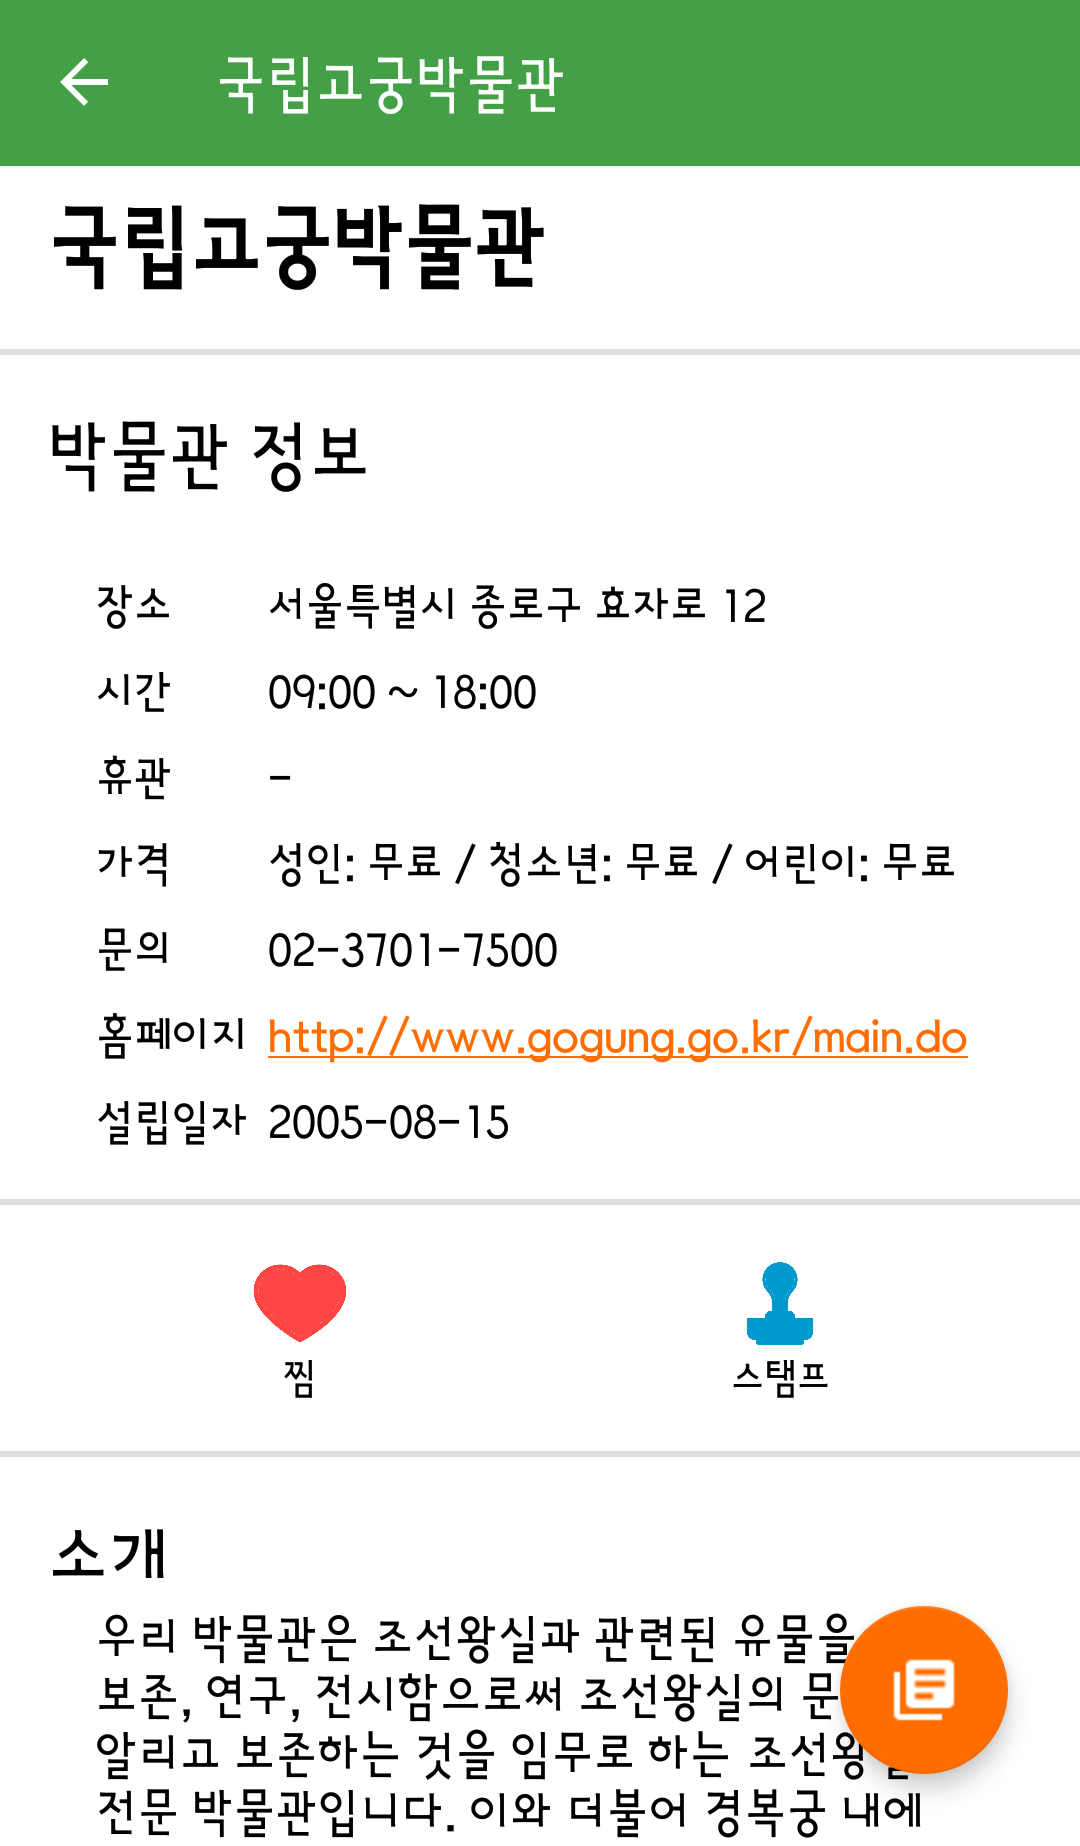 국립고궁박물관
국립고궁박물관
박물관 정보
장소 서울특별시 종로구 효자로 12
시간 09:00 ~ 18:00
휴관 -
가격 성인: 무료 / 청소년: 무료 / 어린이: 무료
문의 02-3701-7500
홈페이지 http://www.gogung.go.kr/main.do
설립일자 2005-08-15
찜 스탬프
소개
우리 박물관은 조선왕실과 관련된 유물을
보존, 연구, 전시함으로써 조선왕실의 문
알리고 보존하는 것을 임무로 하는 조선왕
전문 박물관입니다. 이와 더불어 경복궁 내에